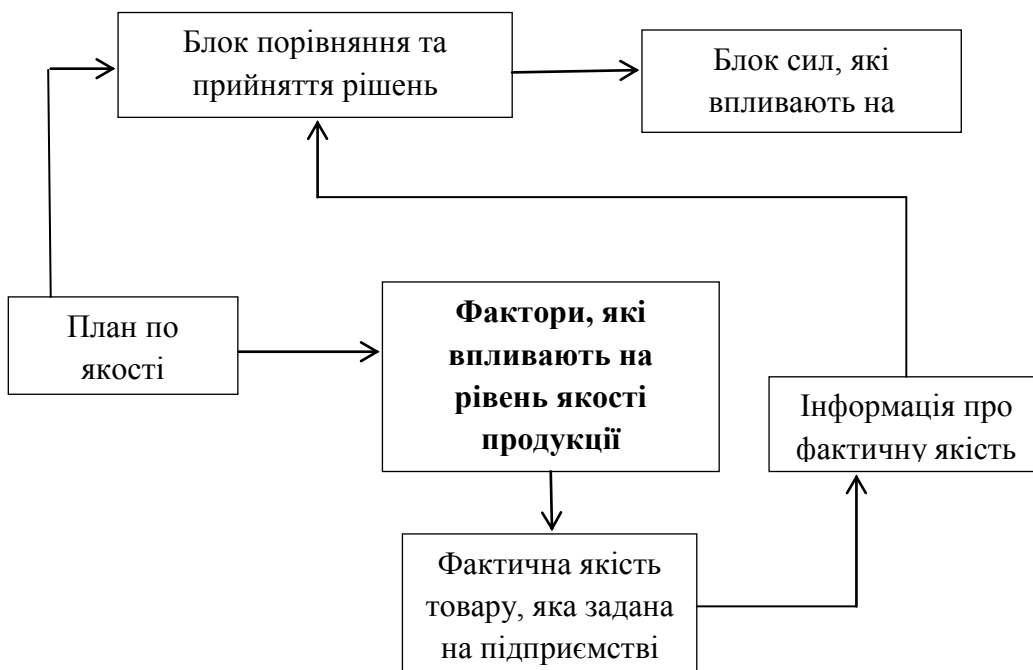 Блок порівняння та
прийняття рішень
Блок сил, які
впливають на
План по
якості
Фактори, які
впливають на
рівень якості
продукції
Інформація про
фактичну якість
Фактична якість
товару, яка задана
на підприємстві